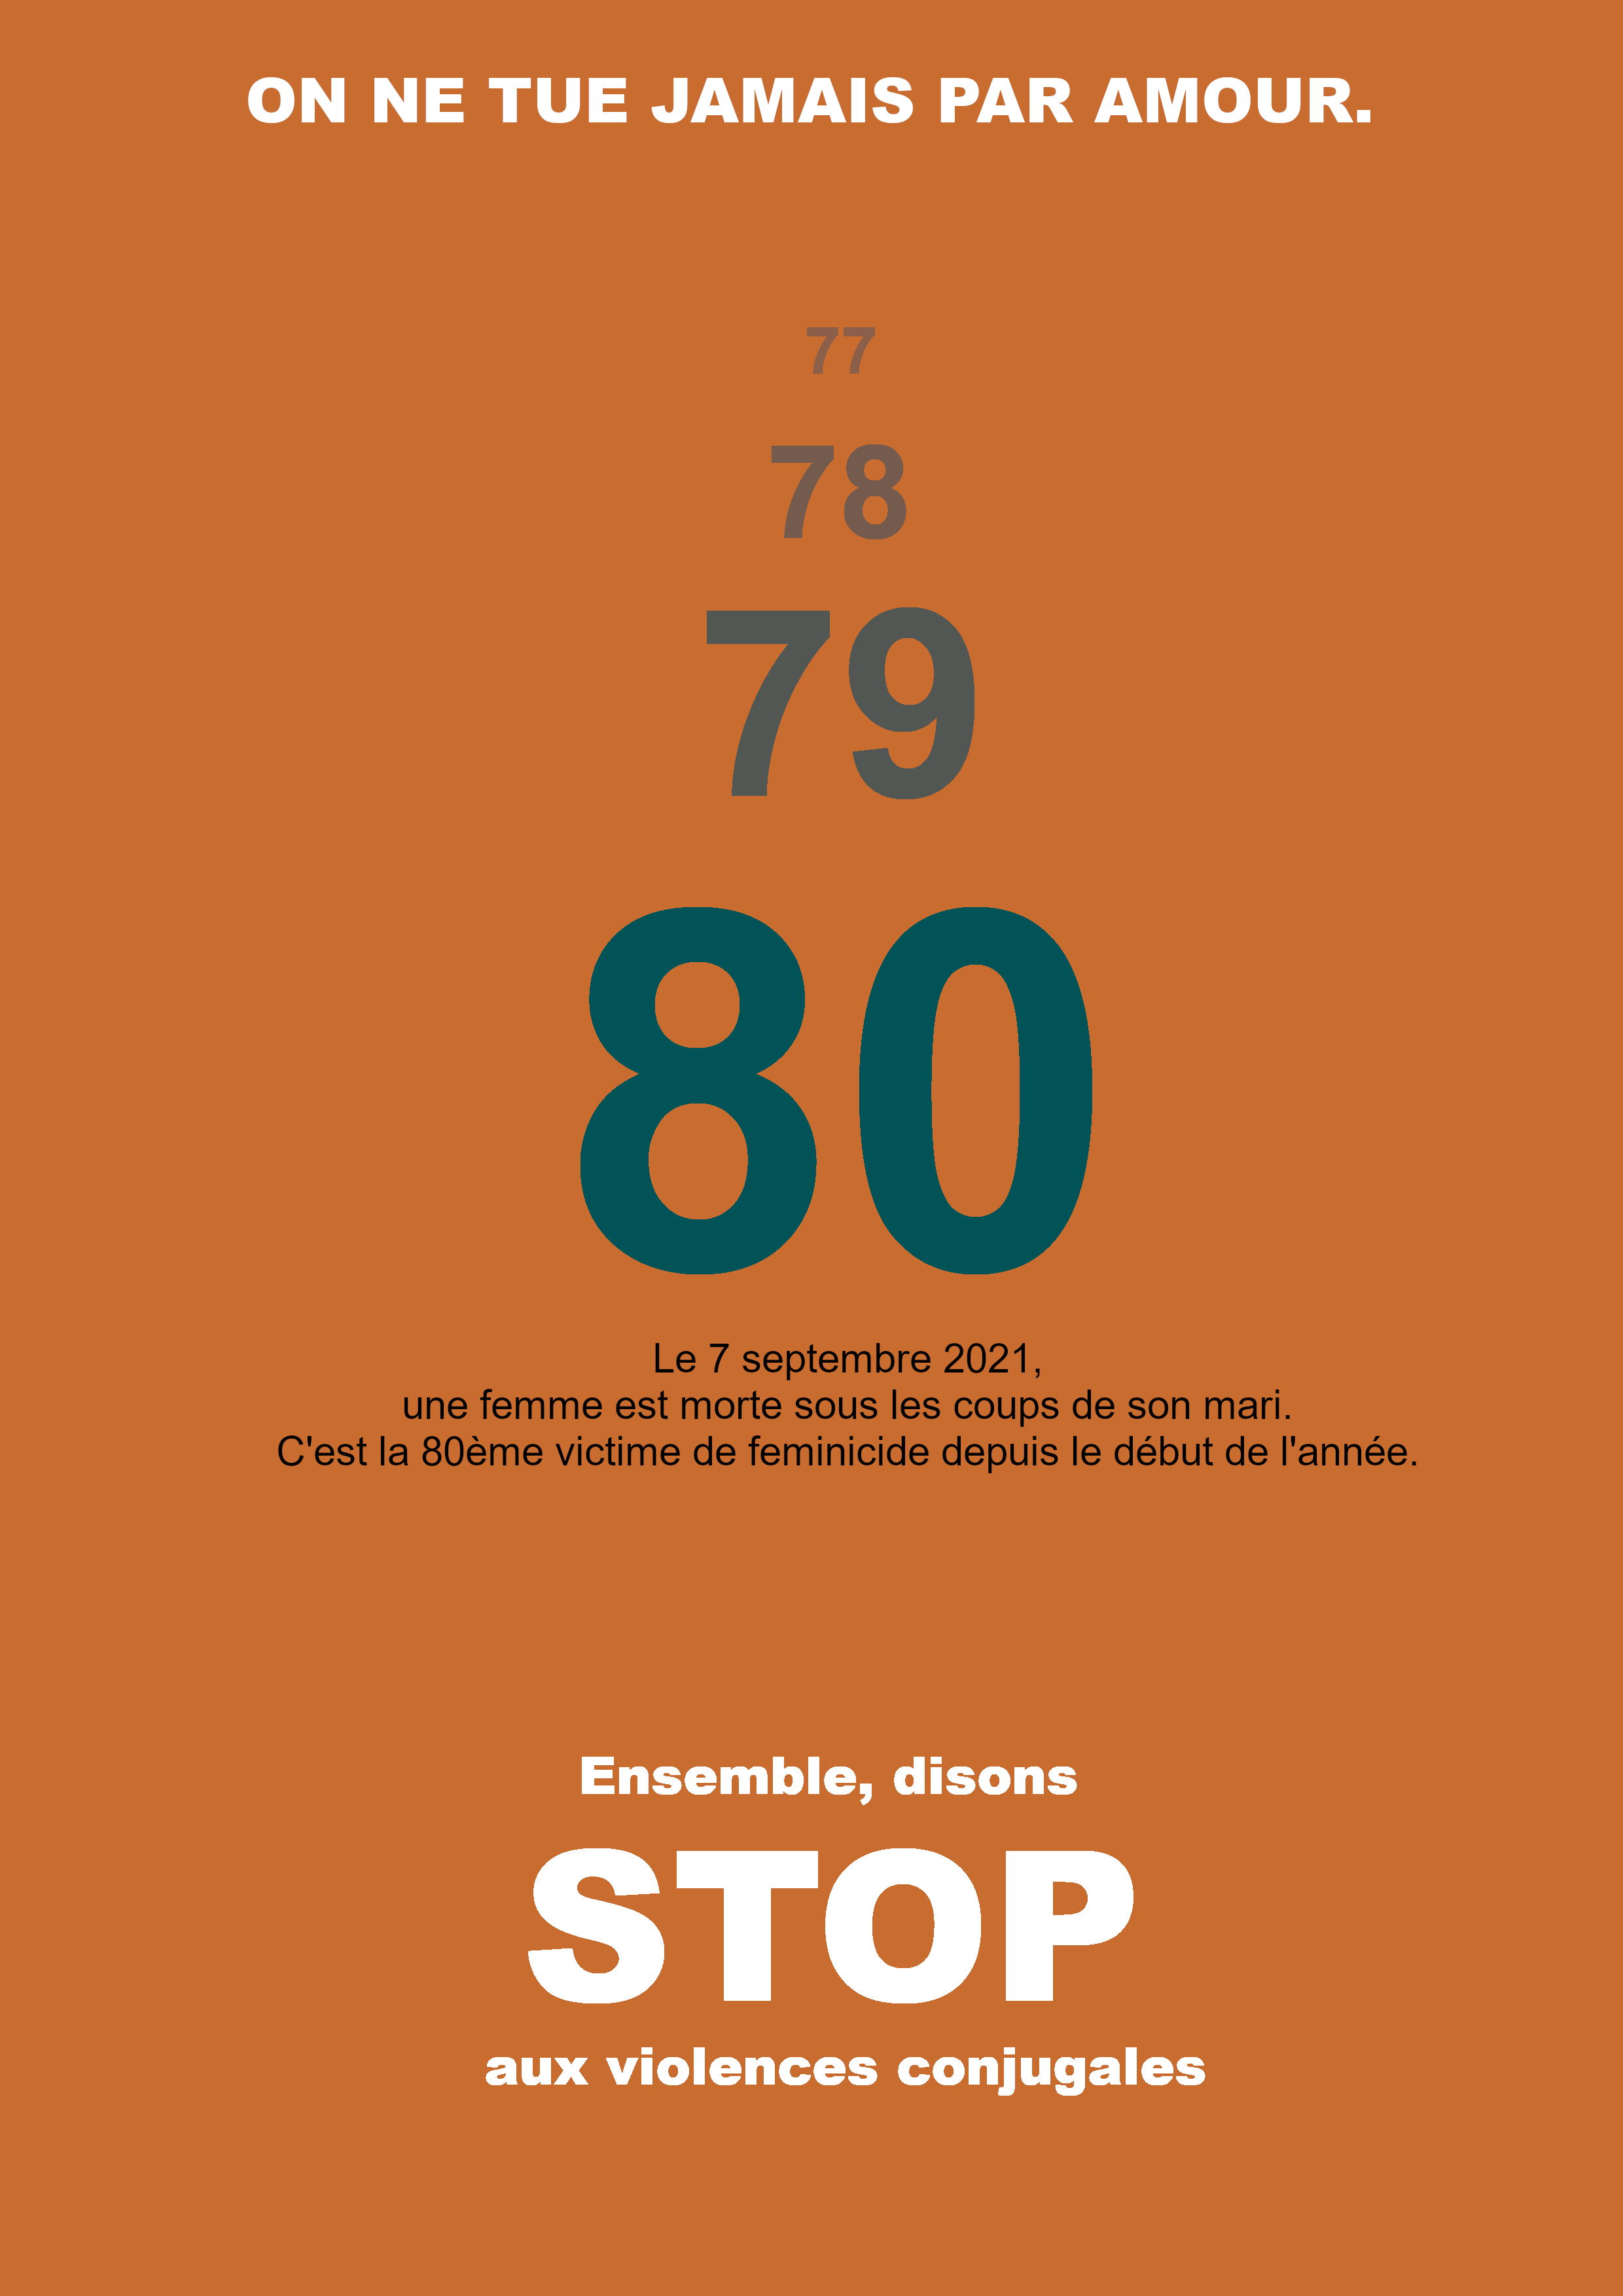 ON NE TUE JAMAIS PAR AMOUR.
77
78
79
80
Le 7 septembre 2021,
une femme est morte sous les coups de son mari.
C'est la 80ème victime de feminicide depuis le début de l'année.
Ensemble, disons
STOP
aux violences conjugales